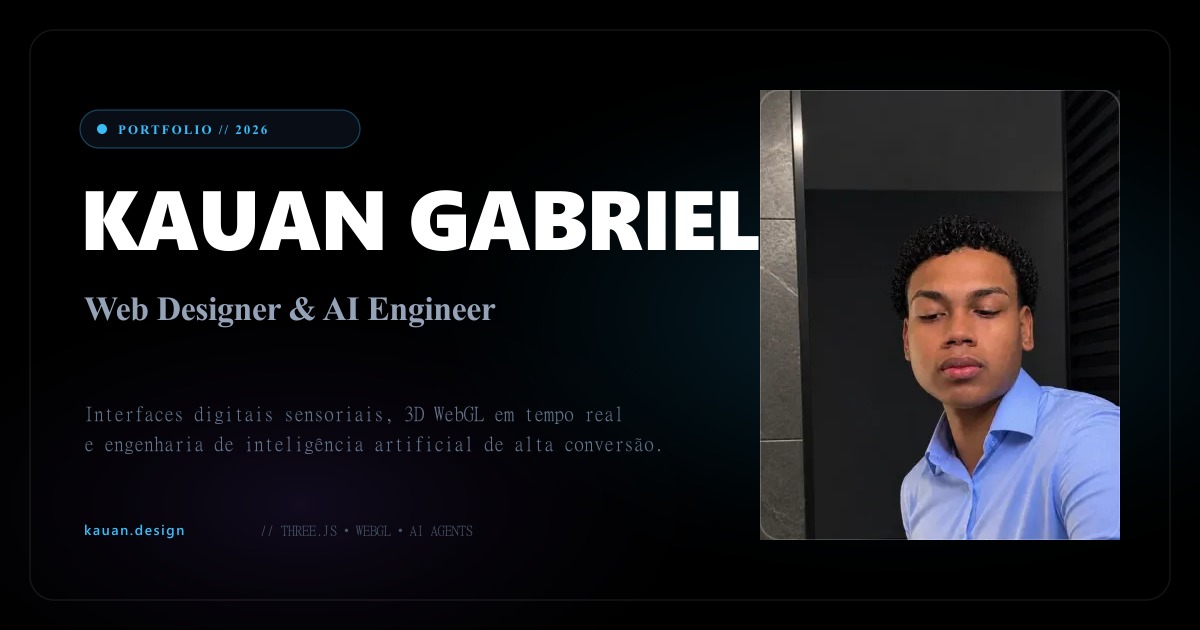 PORTFOLIO // 2026
KAUAN GABRIEL
Web Designer & AI Engineer
Interfaces digitais sensoriais, 3D WebGL em tempo real
e engenharia de inteligência artificial de alta conversão.
kauan.design // THREE.JS • WEBGL • AI AGENTS